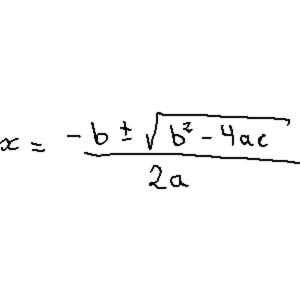 x = -b ± √(b² - 4ac) / 2a